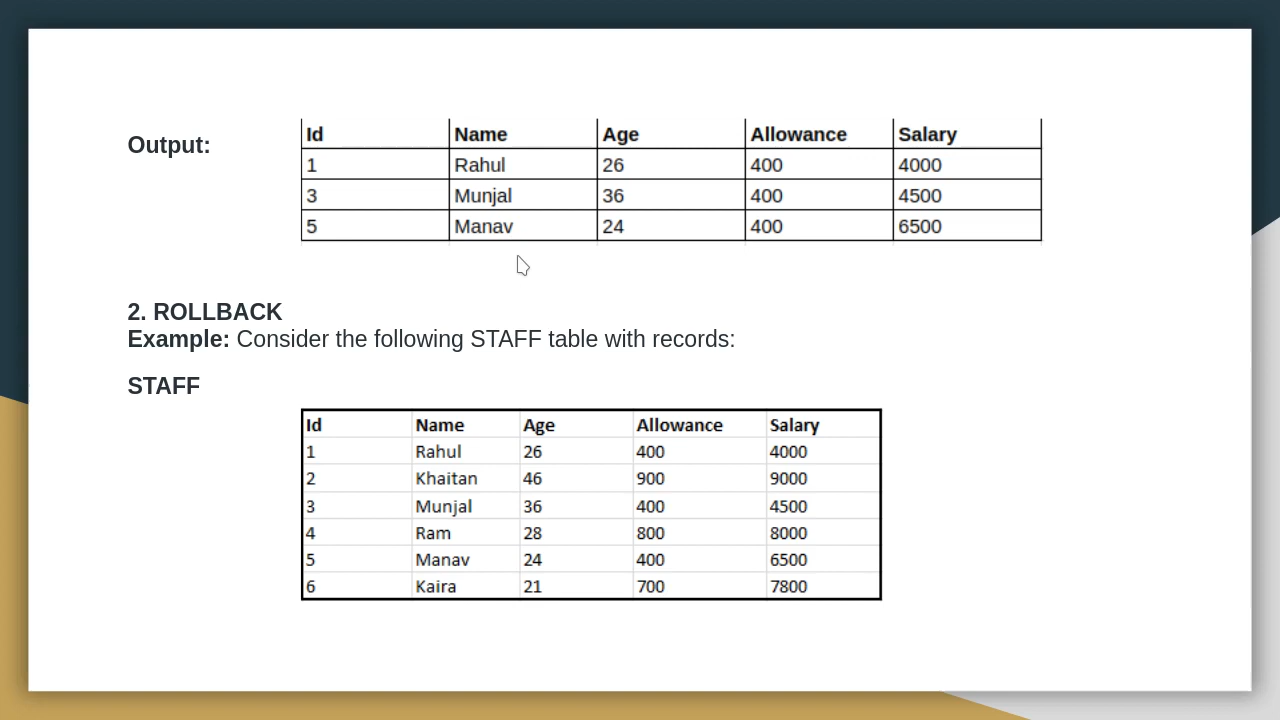 Output:
Id Name Age Allowance Salary
1 Rahul 26 400 4000
3 Munjal 36 400 4500
5 Manav 24 400 6500
2. ROLLBACK
Example: Consider the following STAFF table with records:
STAFF
Id Name Age Allowance Salary
1 Rahul 26 400 4000
2 Khaitan 46 900 9000
3 Munjal 36 400 4500
4 Ram 28 800 8000
5 Manav 24 400 6500
6 Kaira 21 700 7800